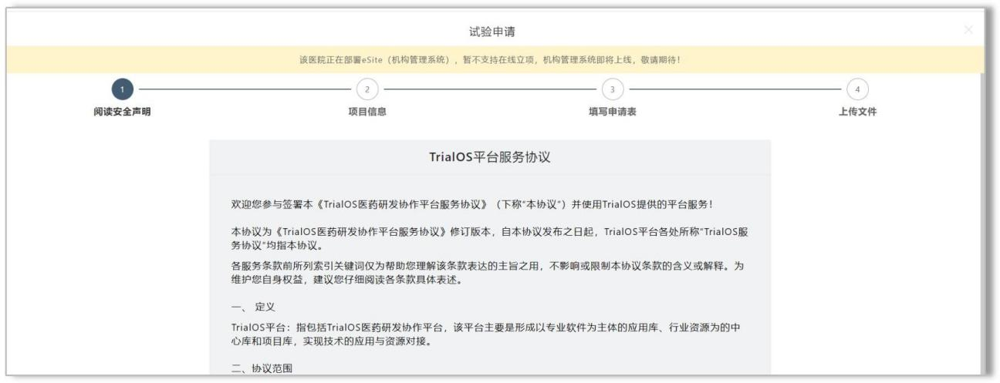 试验申请
该医院正在部署eSite（机构管理系统），暂不支持在线立项，机构管理系统即将上线，敬请期待！
1 2 3 4
阅读安全声明 项目信息 填写申请表 上传文件
TrialOS平台服务协议
欢迎您参与签署本《TrialOS医药研发协作平台服务协议》（下称“本协议”）并使用TrialOS提供的平台服务！
本协议为《TrialOS医药研发协作平台服务协议》修订版本，自本协议发布之日起，TrialOS平台各处所称“TrialOS服
务协议”均指本协议。
各服务条款前所列索引关键词仅为帮助您理解该条款表达的主旨之用，不影响或限制本协议条款的含义或解释。为
维护您自身权益，建议您仔细阅读各条款具体表述。
一、 定义
TrialOS平台：指包括TrialOS医药研发协作平台，该平台主要是形成以专业软件为主体的应用库、行业资源为的中
心库和项目库，实现技术的应用与资源对接。
二、协议范围